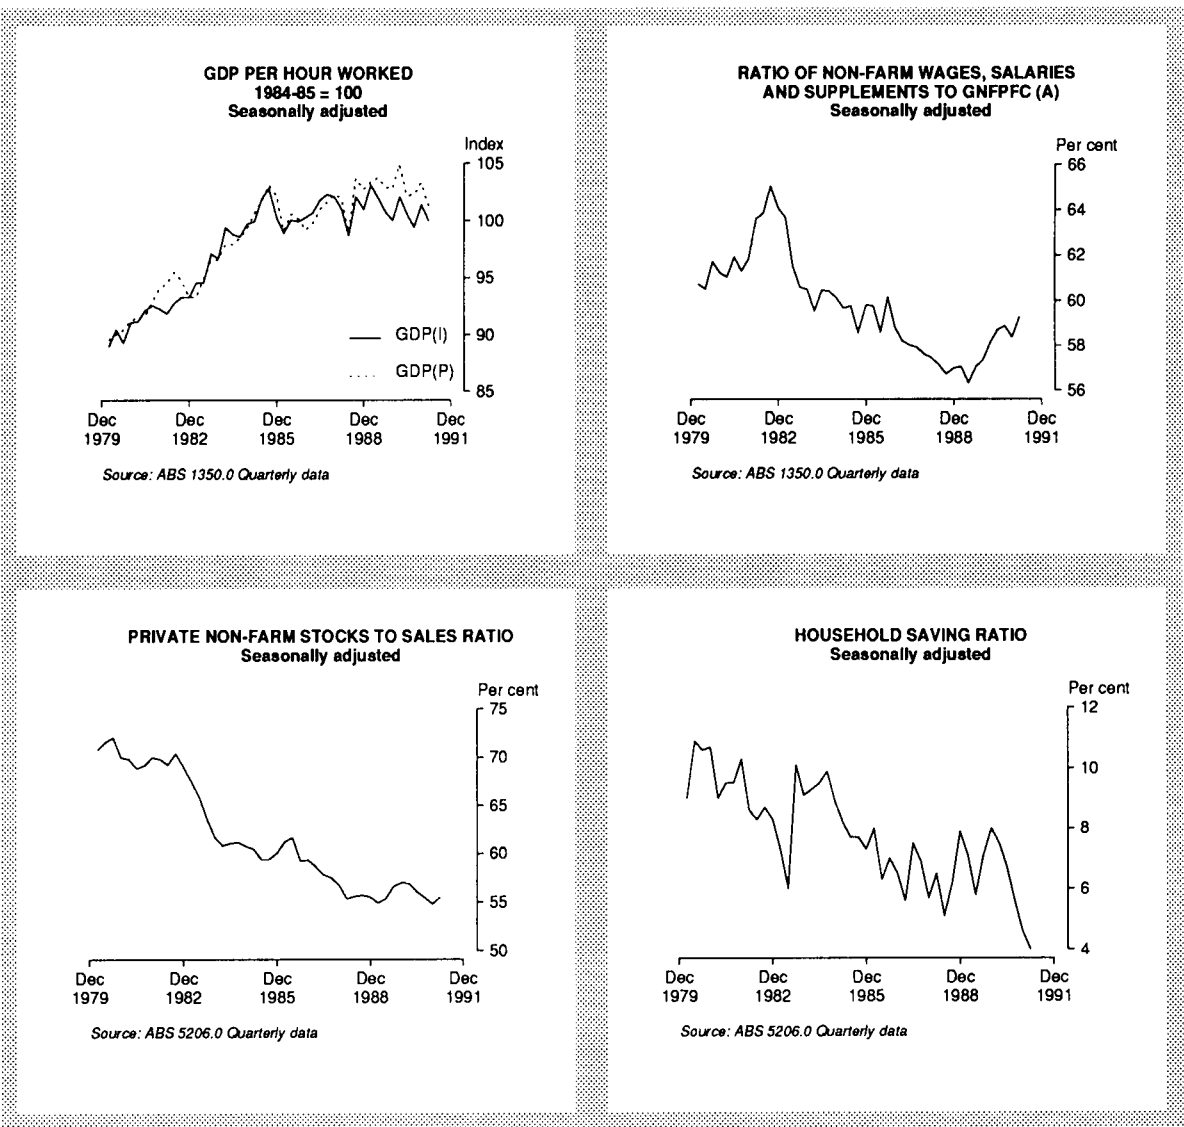 GDP PER HOUR WORKED
1984-85 = 100
Seasonally adjusted
Index
105
100
95
90
85
GDP(I)
GDP(P)
Dec Dec Dec Dec Dec
1979 1982 1985 1988 1991
Source: ABS 1350.0 Quarterly data
RATIO OF NON-FARM WAGES, SALARIES
AND SUPPLEMENTS TO GNFPFC (A)
Seasonally adjusted
Per cent
66
64
62
60
58
56
Dec Dec Dec Dec Dec
1979 1982 1985 1988 1991
Source: ABS 1350.0 Quarterly data
PRIVATE NON-FARM STOCKS TO SALES RATIO
Seasonally adjusted
Per cent
75
70
65
60
55
50
Dec Dec Dec Dec Dec
1979 1982 1985 1988 1991
Source: ABS 5206.0 Quarterly data
HOUSEHOLD SAVING RATIO
Seasonally adjusted
Per cent
12
10
8
6
4
Dec Dec Dec Dec Dec
1979 1982 1985 1988 1991
Source: ABS 5206.0 Quarterly data